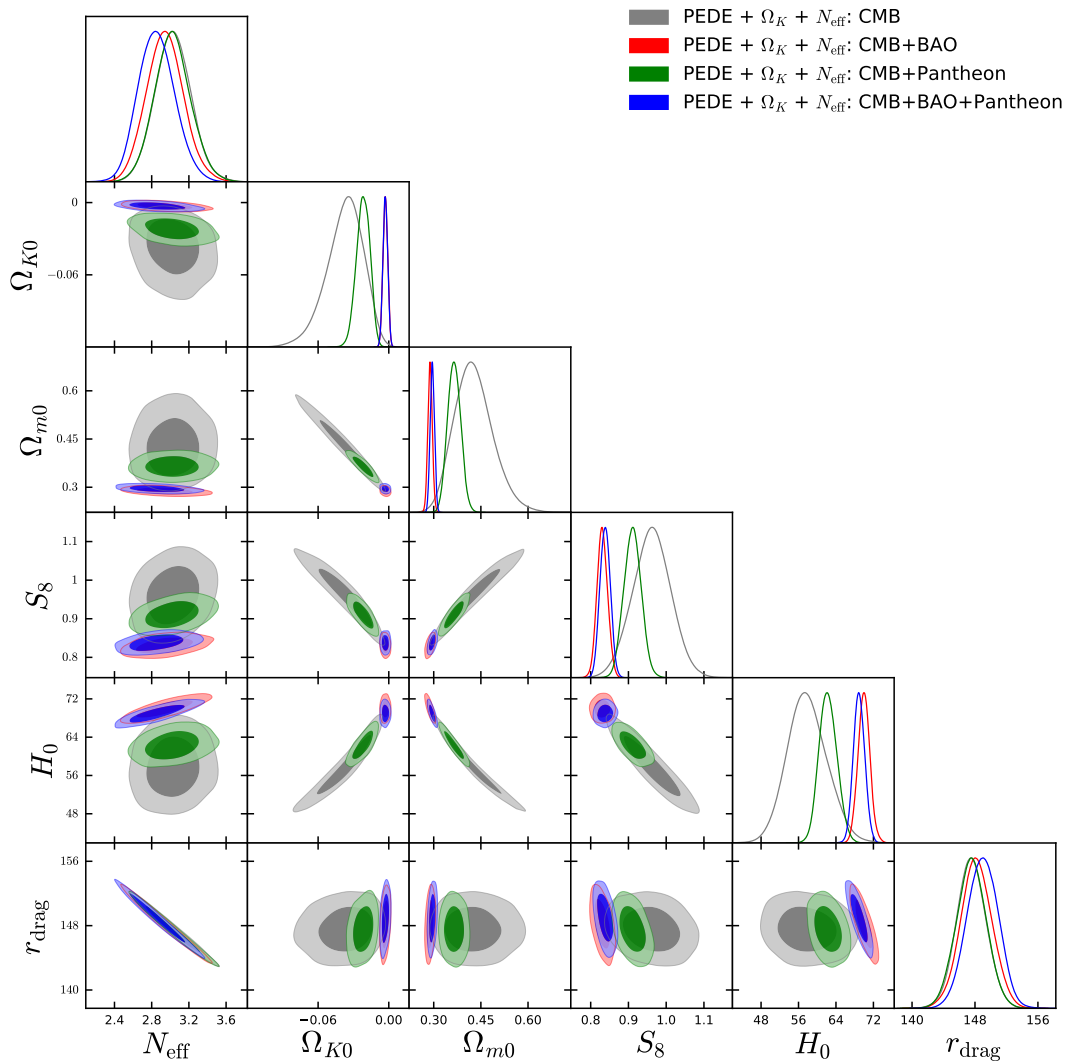 PEDE + Ω_K + N_eff: CMB
PEDE + Ω_K + N_eff: CMB+BAO
PEDE + Ω_K + N_eff: CMB+Pantheon
PEDE + Ω_K + N_eff: CMB+BAO+Pantheon
0
−0.06
Ω_K0
0.6
0.45
0.3
Ω_m0
1.1
1
0.9
0.8
S_8
72
64
56
48
H_0
156
148
140
r_drag
2.4 3.0 3.6
−0.06 0.00
0.30 0.45 0.60
0.8 0.9 1.0 1.1
48 56 64 72
140 148 156
N_eff Ω_K0 Ω_m0 S_8 H_0 r_drag